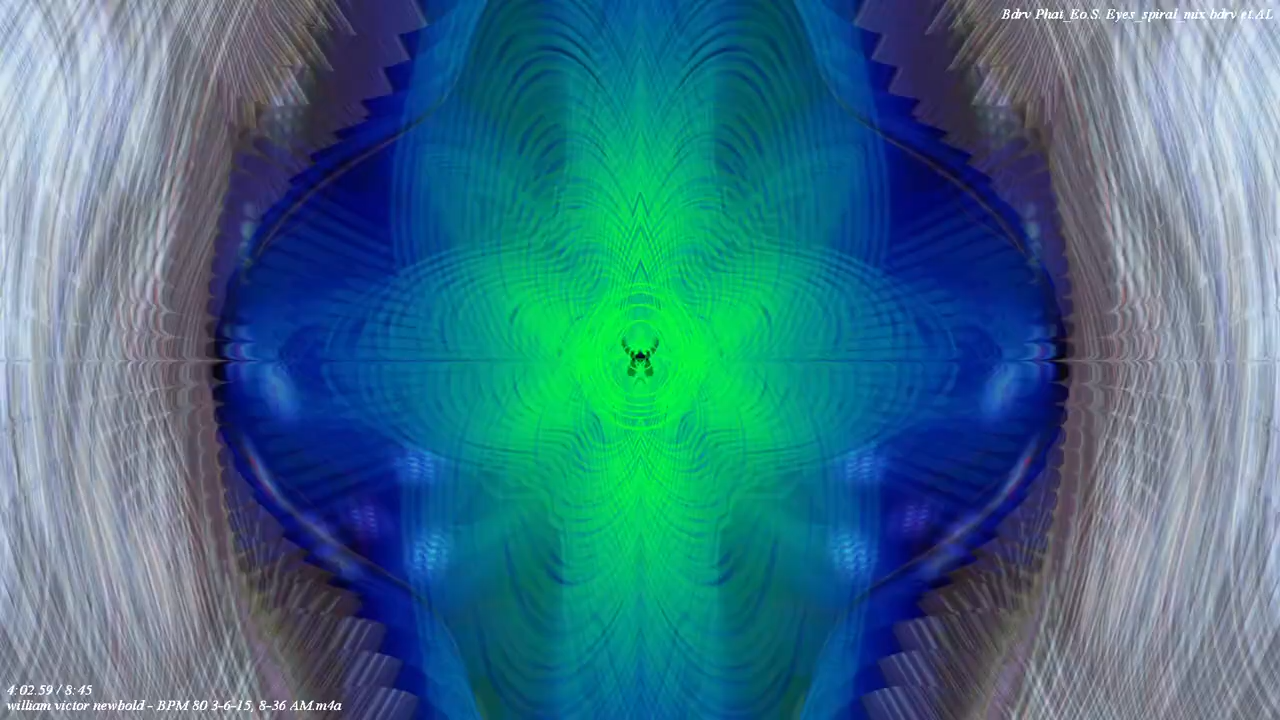 Bdrv Phat_Eo.S. Eyes_spiral_mix bdrv et.AL
4:02.59 / 8:45
william victor newbold - BPM 80 3-6-15, 8-36 AM.m4a